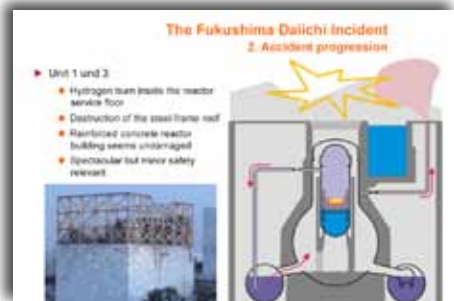 The Fukushima Daiichi Incident
2. Accident progression
Unit 1 und 3
Hydrogen burn inside the reactor
service floor
Destruction of the steel-frame roof
Reinforced concrete reactor
building seems undamaged
Spectacular but minor safety
relevant